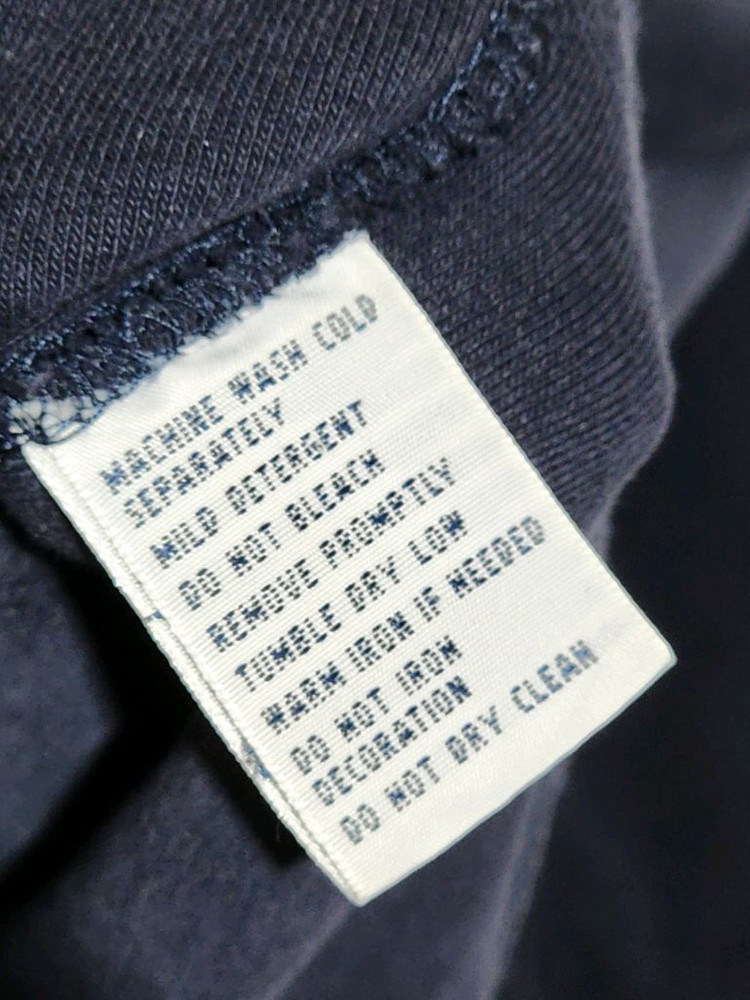 MACHINE WASH COLD
SEPARATELY
MILD DETERGENT
DO NOT BLEACH
REMOVE PROMPTLY
TUMBLE DRY LOW
WARM IRON IF NEEDED
DO NOT IRON
DECORATION
DO NOT DRY CLEAN